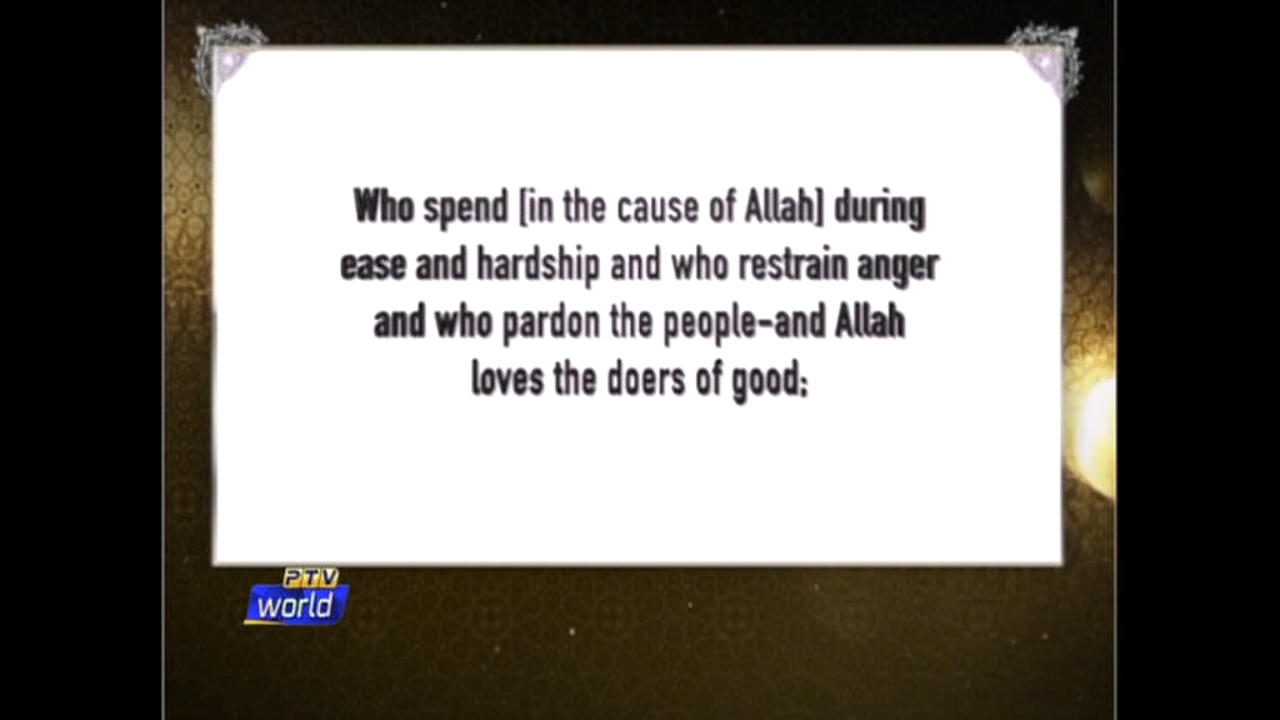 Who spend [in the cause of Allah] during
ease and hardship and who restrain anger
and who pardon the people-and Allah
loves the doers of good;
PTV
world